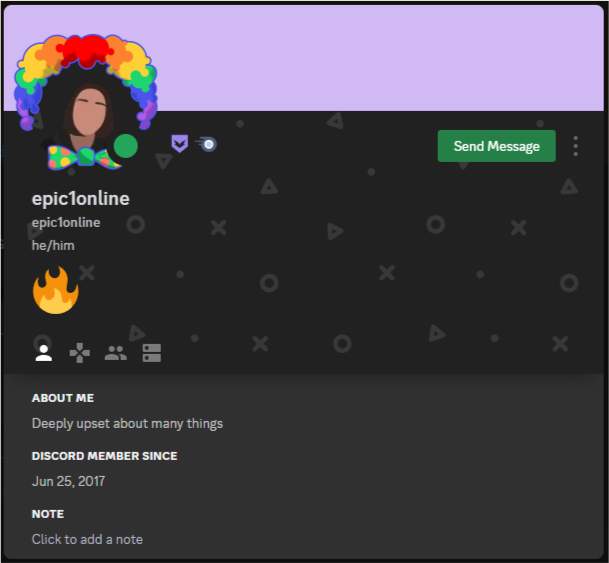 Send Message
epic1online
epic1online
he/him
ABOUT ME
Deeply upset about many things
DISCORD MEMBER SINCE
Jun 25, 2017
NOTE
Click to add a note